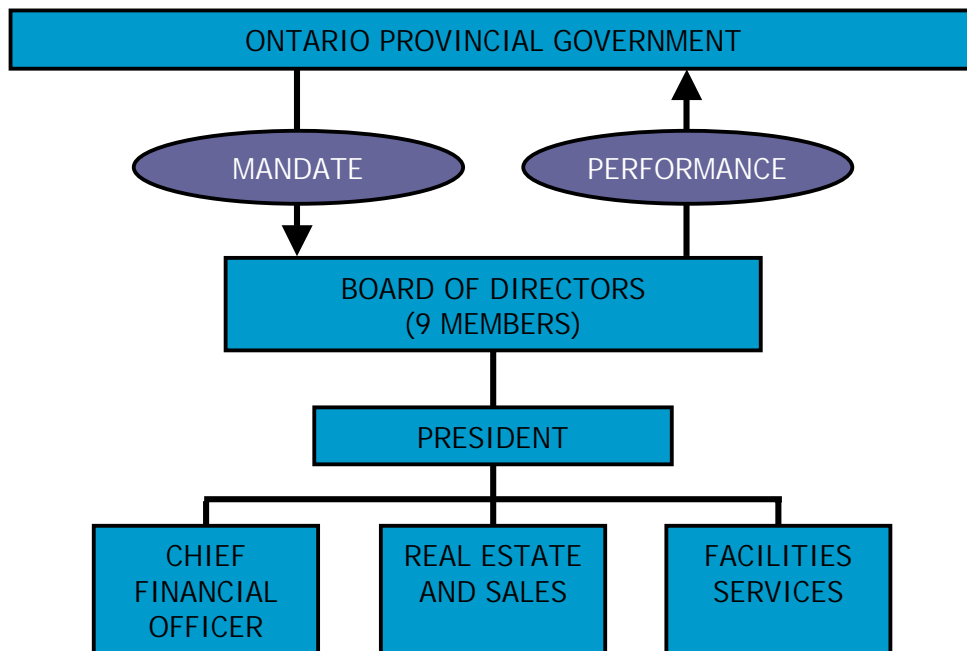 ONTARIO PROVINCIAL GOVERNMENT
MANDATE
PERFORMANCE
BOARD OF DIRECTORS
(9 MEMBERS)
PRESIDENT
CHIEF
FINANCIAL
OFFICER
REAL ESTATE
AND SALES
FACILITIES
SERVICES